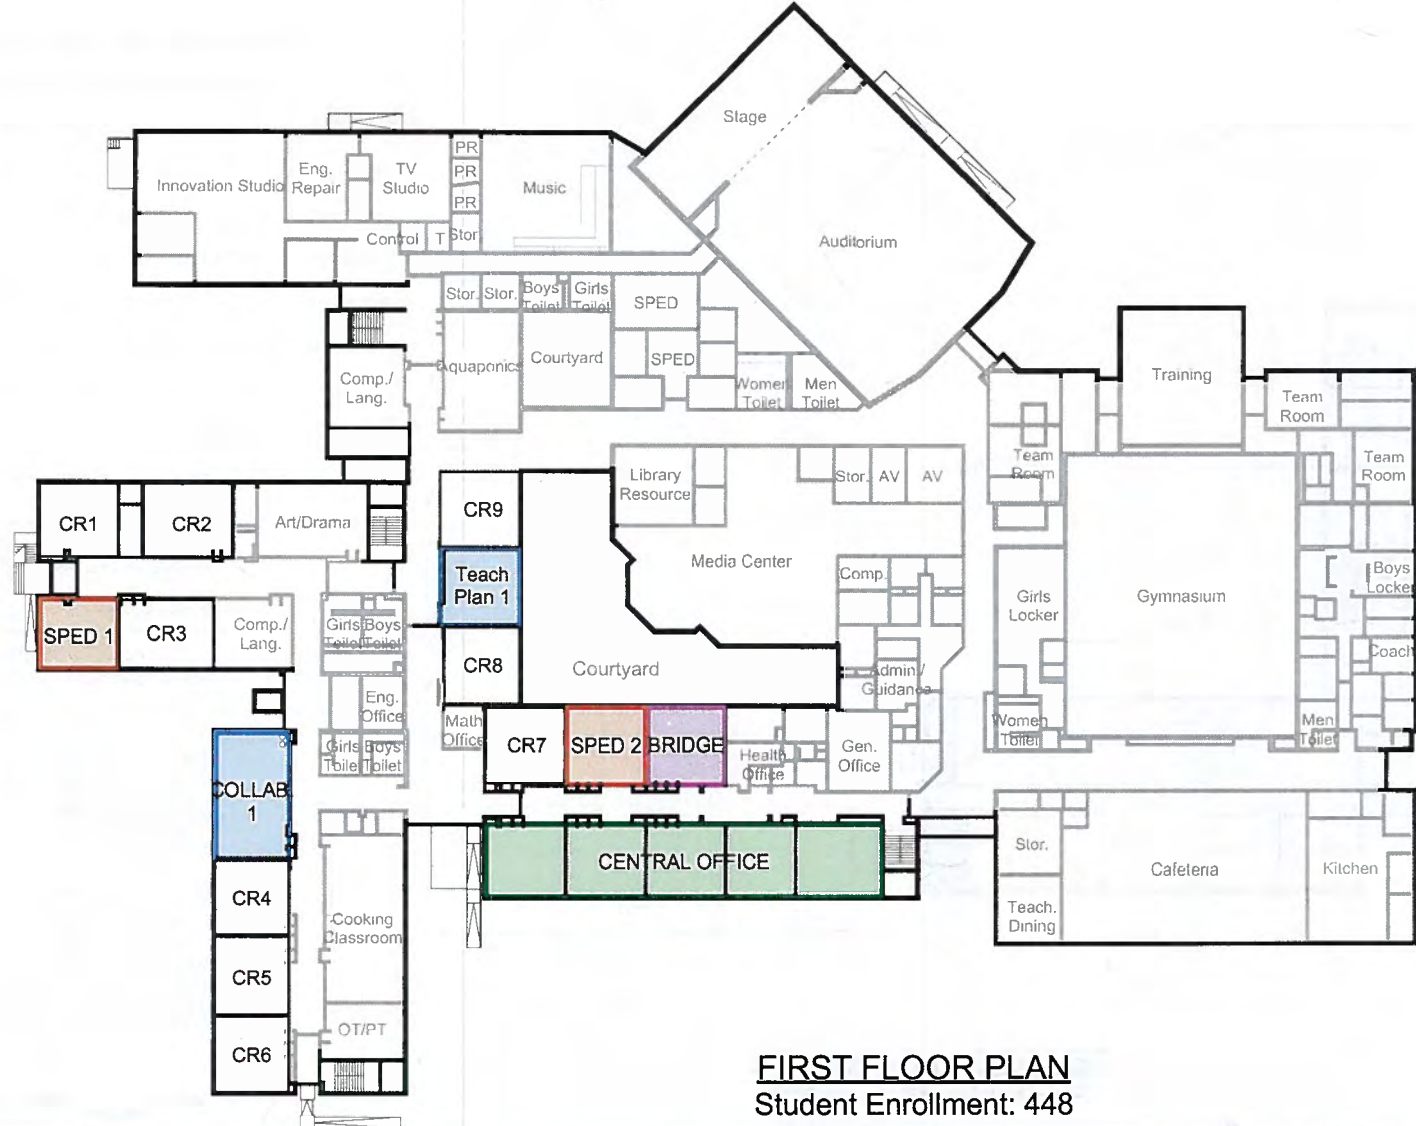 Stage
PR
Eng.
Repair
TV
Studio
PR
Innovation Studio
Music
PR
Control
T
Stor.
Auditorium
Stor.
Stor.
Boys
Toilet
Girls
Toilet
SPED
Aquaponics
Courtyard
SPED
Comp./
Lang.
Women
Toilet
Men
Toilet
Training
Team
Room
Team
Room
Team
Room
Library
Resource
Stor.
AV
AV
CR1
CR2
Art/Drama
CR9
Media Center
Teach
Plan 1
Comp.
Boys
Locker
Girls
Locker
Gymnasium
SPED 1
CR3
Comp./
Lang.
Girls
Toilet
Boys
Toilet
CR8
Courtyard
Admin./
Guidance
Coach
Eng.
Office
Math
Office
CR7
SPED 2
BRIDGE
Health
Office
Gen.
Office
Women
Toilet
Men
Toilet
Girls
Toilet
Boys
Toilet
COLLAB
1
CENTRAL OFFICE
Stor.
Cafeteria
Kitchen
CR4
Cooking
Classroom
Teach.
Dining
CR5
OT/PT
CR6
FIRST FLOOR PLAN
Student Enrollment: 448